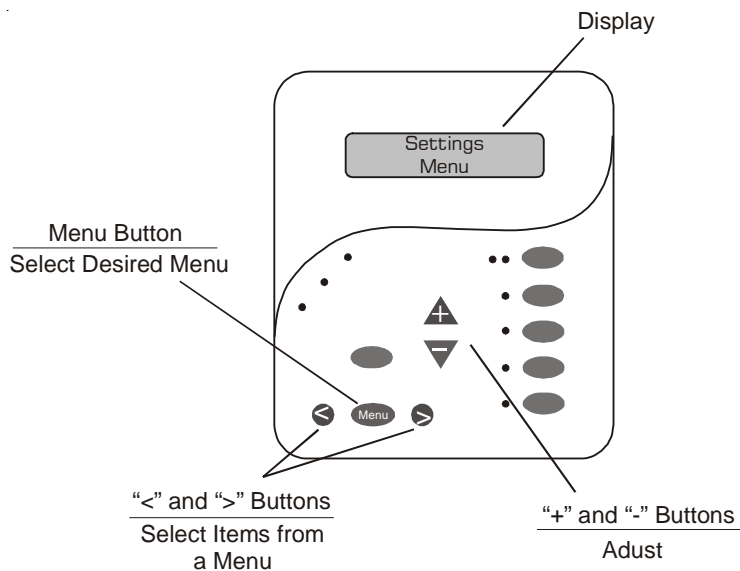 Display
Settings
Menu
Menu Button
Select Desired Menu
+
−
< Menu >
“<” and “>” Buttons
Select Items from
a Menu
“+” and “-” Buttons
Adust